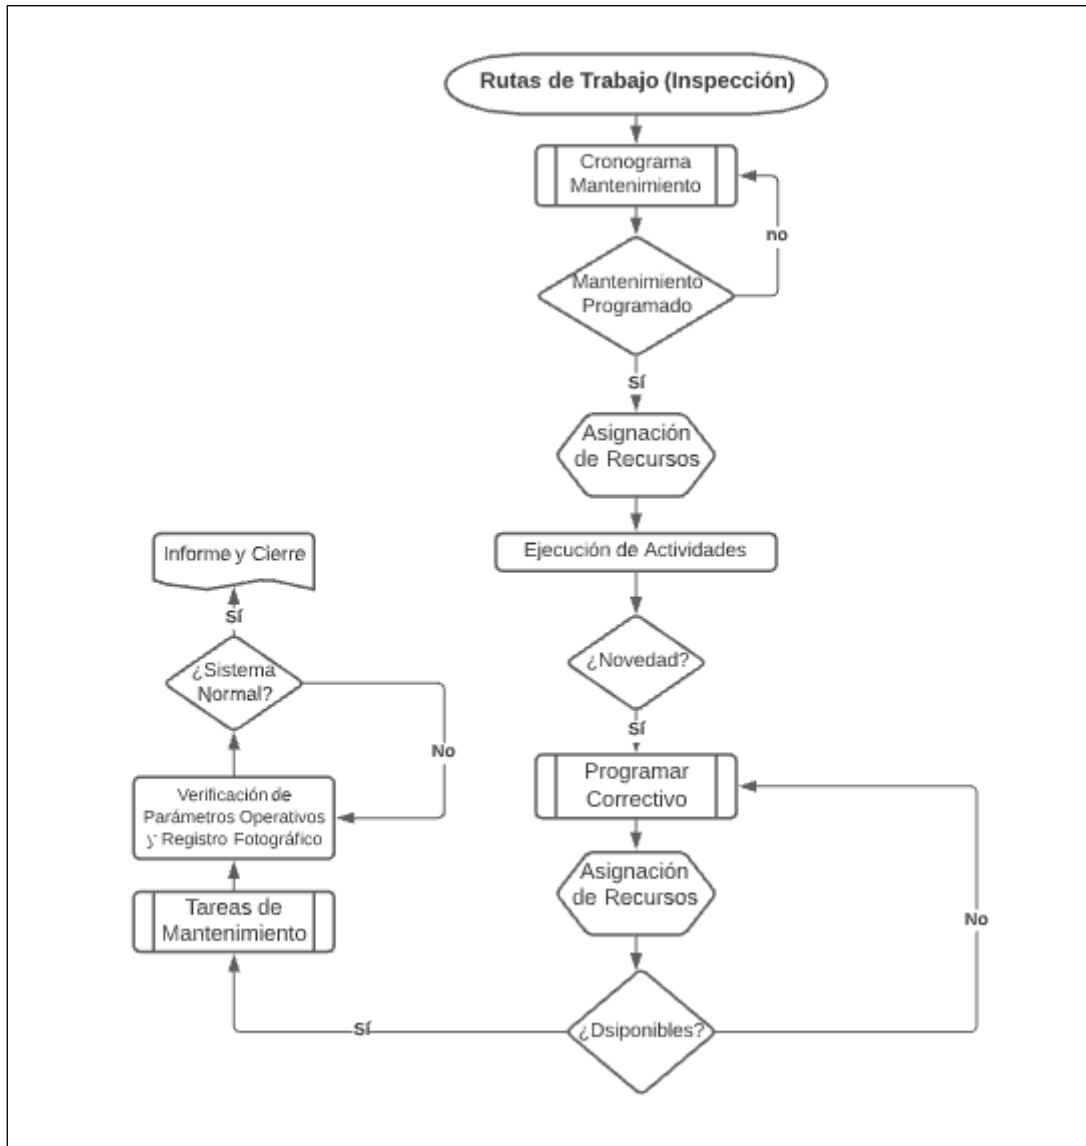 Rutas de Trabajo (Inspección)
Cronograma
Mantenimiento
no
Mantenimiento
Programado
Sí
Asignación
de Recursos
Ejecución de Actividades
¿Novedad?
Sí
Programar
Correctivo
Asignación
de Recursos
No
¿Dsiponibles?
Sí
Tareas de
Mantenimiento
Verificación de
Parámetros Operativos
y Registro Fotográfico
No
¿Sistema
Normal?
Sí
Informe y Cierre